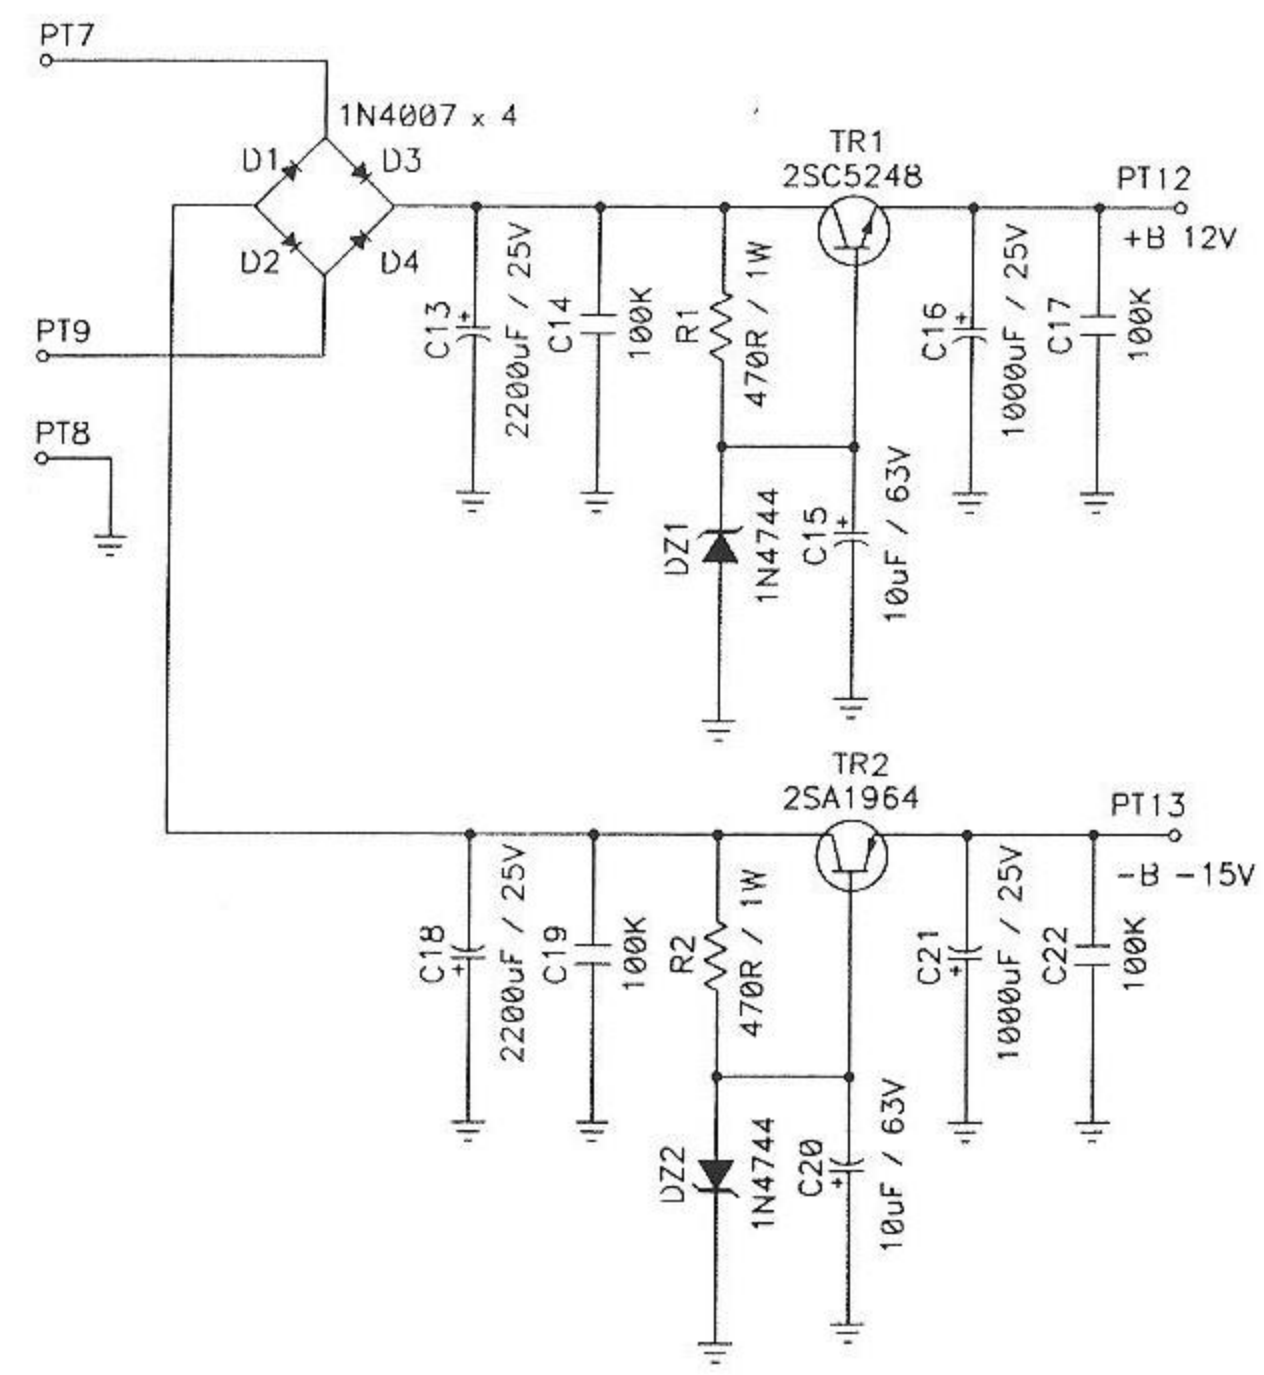 PT7
1N4007 x 4
D1
D3
D2
D4
PT9
PT8
TR1
2SC5248
PT12
+B 12V
C13
+
2200uF / 25V
C14
100K
R1
470R / 1W
C16
+
1000uF / 25V
C17
100K
DZ1
1N4744
C15
+
10uF / 63V
TR2
2SA1964
PT13
-B -15V
C18
+
2200uF / 25V
C19
100K
R2
470R / 1W
C21
+
1000uF / 25V
C22
100K
DZ2
1N4744
C20
+
10uF / 63V